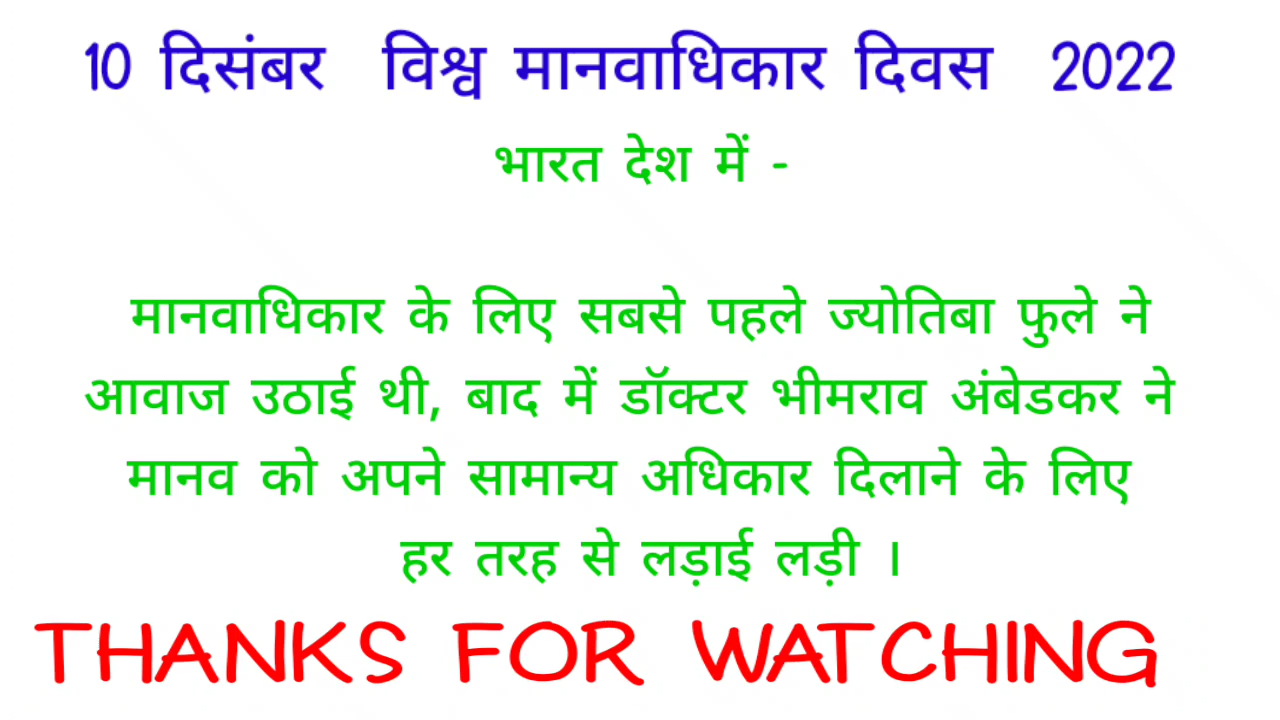 10 दिसंबर विश्व मानवाधिकार दिवस 2022
भारत देश में -
मानवाधिकार के लिए सबसे पहले ज्योतिबा फुले ने
आवाज उठाई थी, बाद में डॉक्टर भीमराव अंबेडकर ने
मानव को अपने सामान्य अधिकार दिलाने के लिए
हर तरह से लड़ाई लड़ी ।
THANKS FOR WATCHING